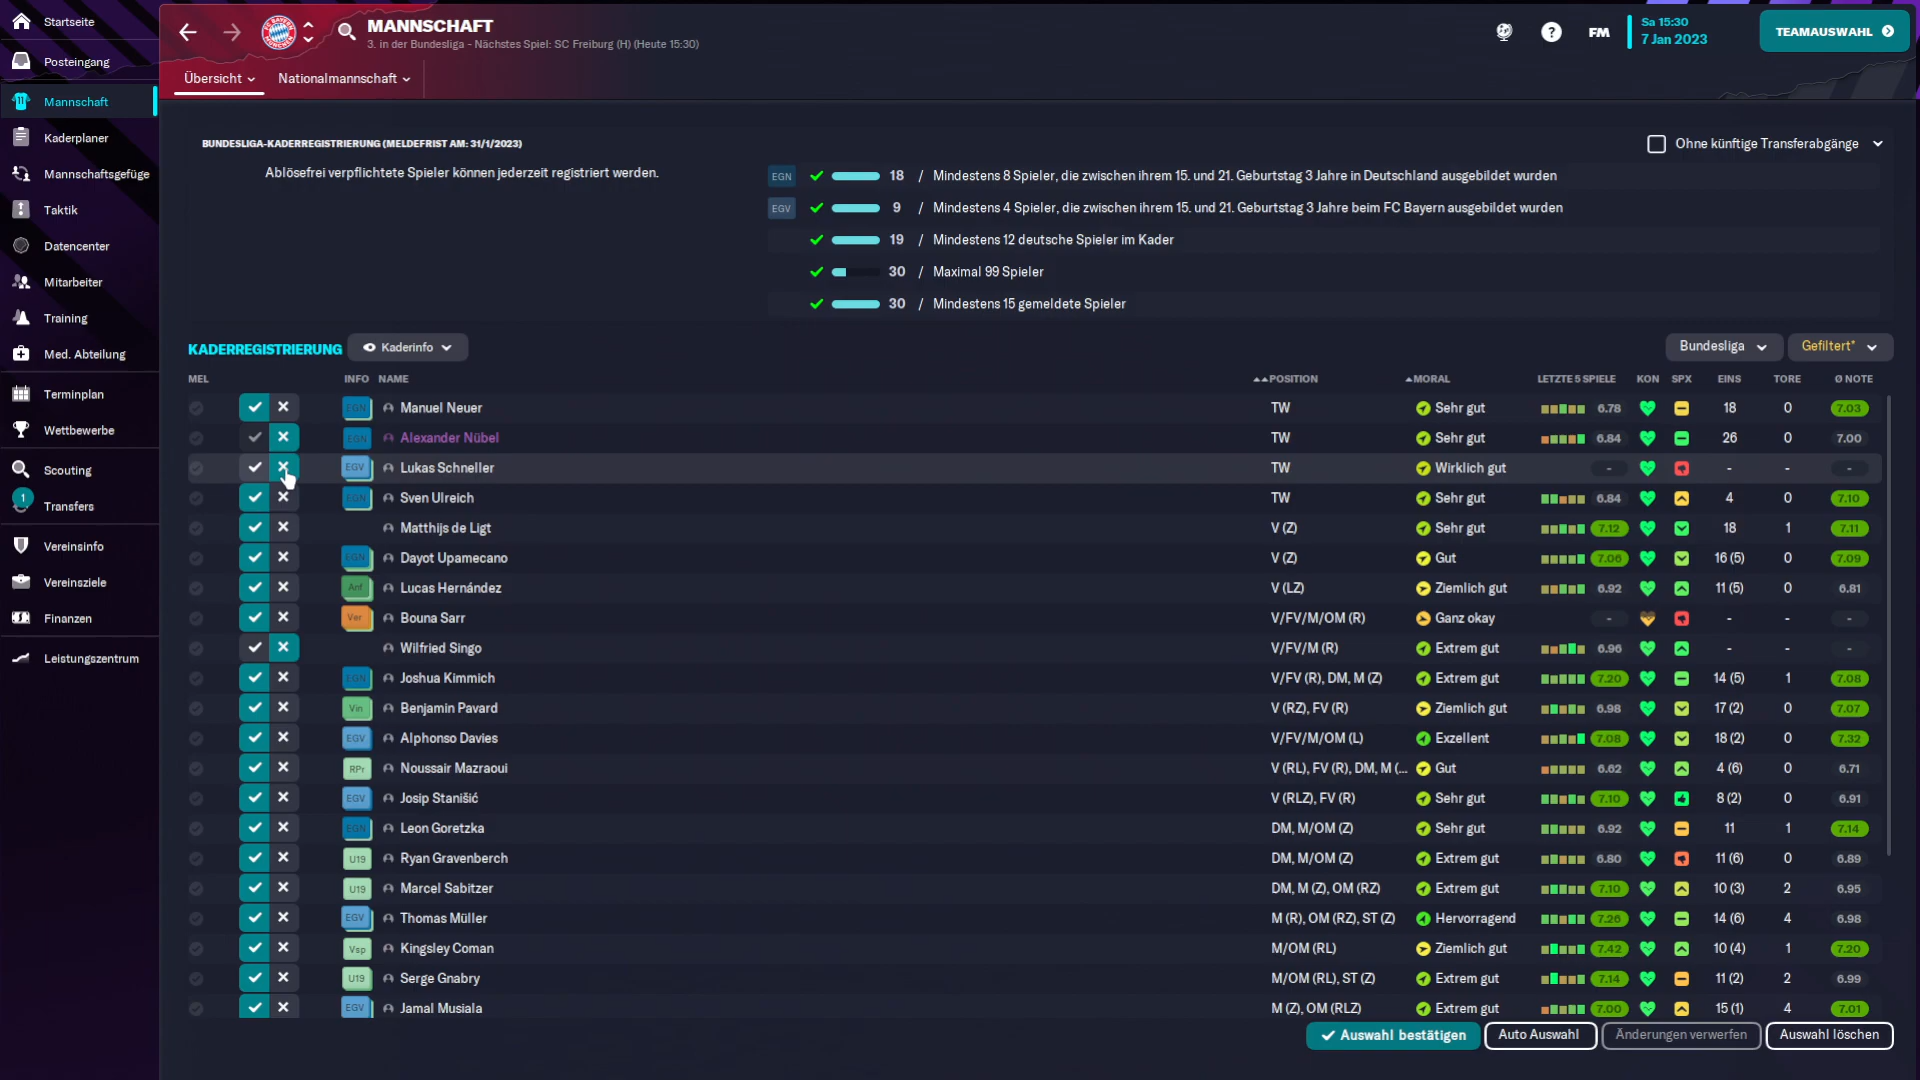 Startseite
MANNSCHAFT
3. in der Bundesliga - Nächstes Spiel: SC Freiburg (H) (Heute 15:30)
?
FM
Sa 15:30
7 Jan 2023
TEAMAUSWAHL
Posteingang
Übersicht
Nationalmannschaft
Mannschaft
Kaderplaner
Mannschaftsgefüge
Taktik
Datencenter
Mitarbeiter
Training
Med. Abteilung
Terminplan
Wettbewerbe
Scouting
1
Transfers
Vereinsinfo
Vereinsziele
Finanzen
Leistungszentrum
BUNDESLIGA-KADERREGISTRIERUNG (MELDEFRIST AM: 31/1/2023)
Ohne künftige Transferabgänge
Ablösefrei verpflichtete Spieler können jederzeit registriert werden.
EGN 18 / Mindestens 8 Spieler, die zwischen ihrem 15. und 21. Geburtstag 3 Jahre in Deutschland ausgebildet wurden
EGV 9 / Mindestens 4 Spieler, die zwischen ihrem 15. und 21. Geburtstag 3 Jahre beim FC Bayern ausgebildet wurden
19 / Mindestens 12 deutsche Spieler im Kader
30 / Maximal 99 Spieler
30 / Mindestens 15 gemeldete Spieler
KADERREGISTRIERUNG
Kaderinfo
Bundesliga
Gefiltert*
MEL INFO NAME POSITION MORAL LETZTE 5 SPIELE KON SPX EINS TORE Ø NOTE
EGN Manuel Neuer TW Sehr gut 6.78 18 0 7.03
EGN Alexander Nübel TW Sehr gut 6.84 26 0 7.00
EGV Lukas Schneller TW Wirklich gut - - - -
EGN Sven Ulreich TW Sehr gut 6.84 4 0 7.10
Matthijs de Ligt V (Z) Sehr gut 7.12 18 1 7.11
EGN Dayot Upamecano V (Z) Gut 7.06 16 (5) 0 7.09
Anf Lucas Hernández V (LZ) Ziemlich gut 6.92 11 (5) 0 6.81
Ver Bouna Sarr V/FV/M/OM (R) Ganz okay - - - -
Wilfried Singo V/FV/M (R) Extrem gut 6.96 - - -
EGN Joshua Kimmich V/FV (R), DM, M (Z) Extrem gut 7.20 14 (5) 1 7.08
Vin Benjamin Pavard V (RZ), FV (R) Ziemlich gut 6.98 17 (2) 0 7.07
EGV Alphonso Davies V/FV/M/OM (L) Exzellent 7.08 18 (2) 0 7.32
RPr Noussair Mazraoui V (RL), FV (R), DM, M (... Gut 6.62 4 (6) 0 6.71
EGV Josip Stanišić V (RLZ), FV (R) Sehr gut 7.10 8 (2) 0 6.91
EGN Leon Goretzka DM, M/OM (Z) Sehr gut 6.92 11 1 7.14
U19 Ryan Gravenberch DM, M/OM (Z) Extrem gut 6.80 11 (6) 0 6.89
U19 Marcel Sabitzer DM, M (Z), OM (RZ) Extrem gut 7.10 10 (3) 2 6.95
EGV Thomas Müller M (R), OM (RZ), ST (Z) Hervorragend 7.26 14 (6) 4 6.98
Vsp Kingsley Coman M/OM (RL) Ziemlich gut 7.42 10 (4) 1 7.20
U19 Serge Gnabry M/OM (RL), ST (Z) Extrem gut 7.14 11 (2) 2 6.99
EGV Jamal Musiala M (Z), OM (RLZ) Extrem gut 7.00 15 (1) 4 7.01
Auswahl bestätigen
Auto Auswahl
Änderungen verwerfen
Auswahl löschen